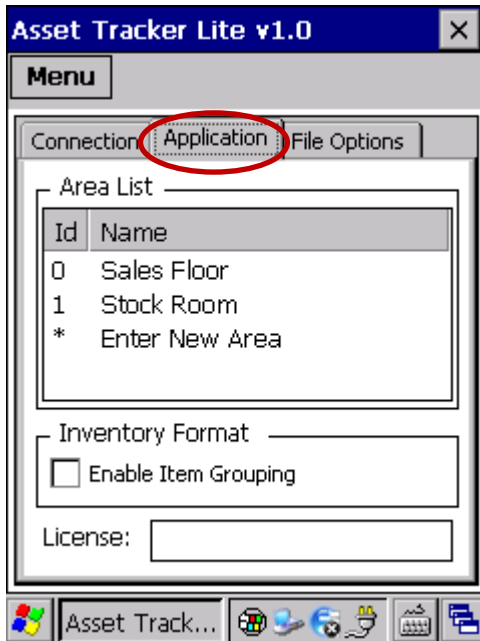 Asset Tracker Lite v1.0
Menu
Connection Application File Options
Area List
Id Name
0 Sales Floor
1 Stock Room
* Enter New Area
Inventory Format
Enable Item Grouping
License:
Asset Track...